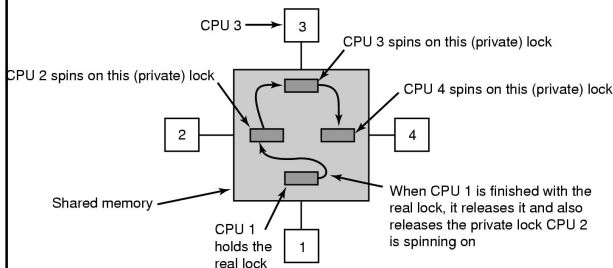 CPU 3
3
CPU 3 spins on this (private) lock
CPU 2 spins on this (private) lock
CPU 4 spins on this (private) lock
2
4
Shared memory
CPU 1
holds the
real lock
1
When CPU 1 is finished with the
real lock, it releases it and also
releases the private lock CPU 2
is spinning on